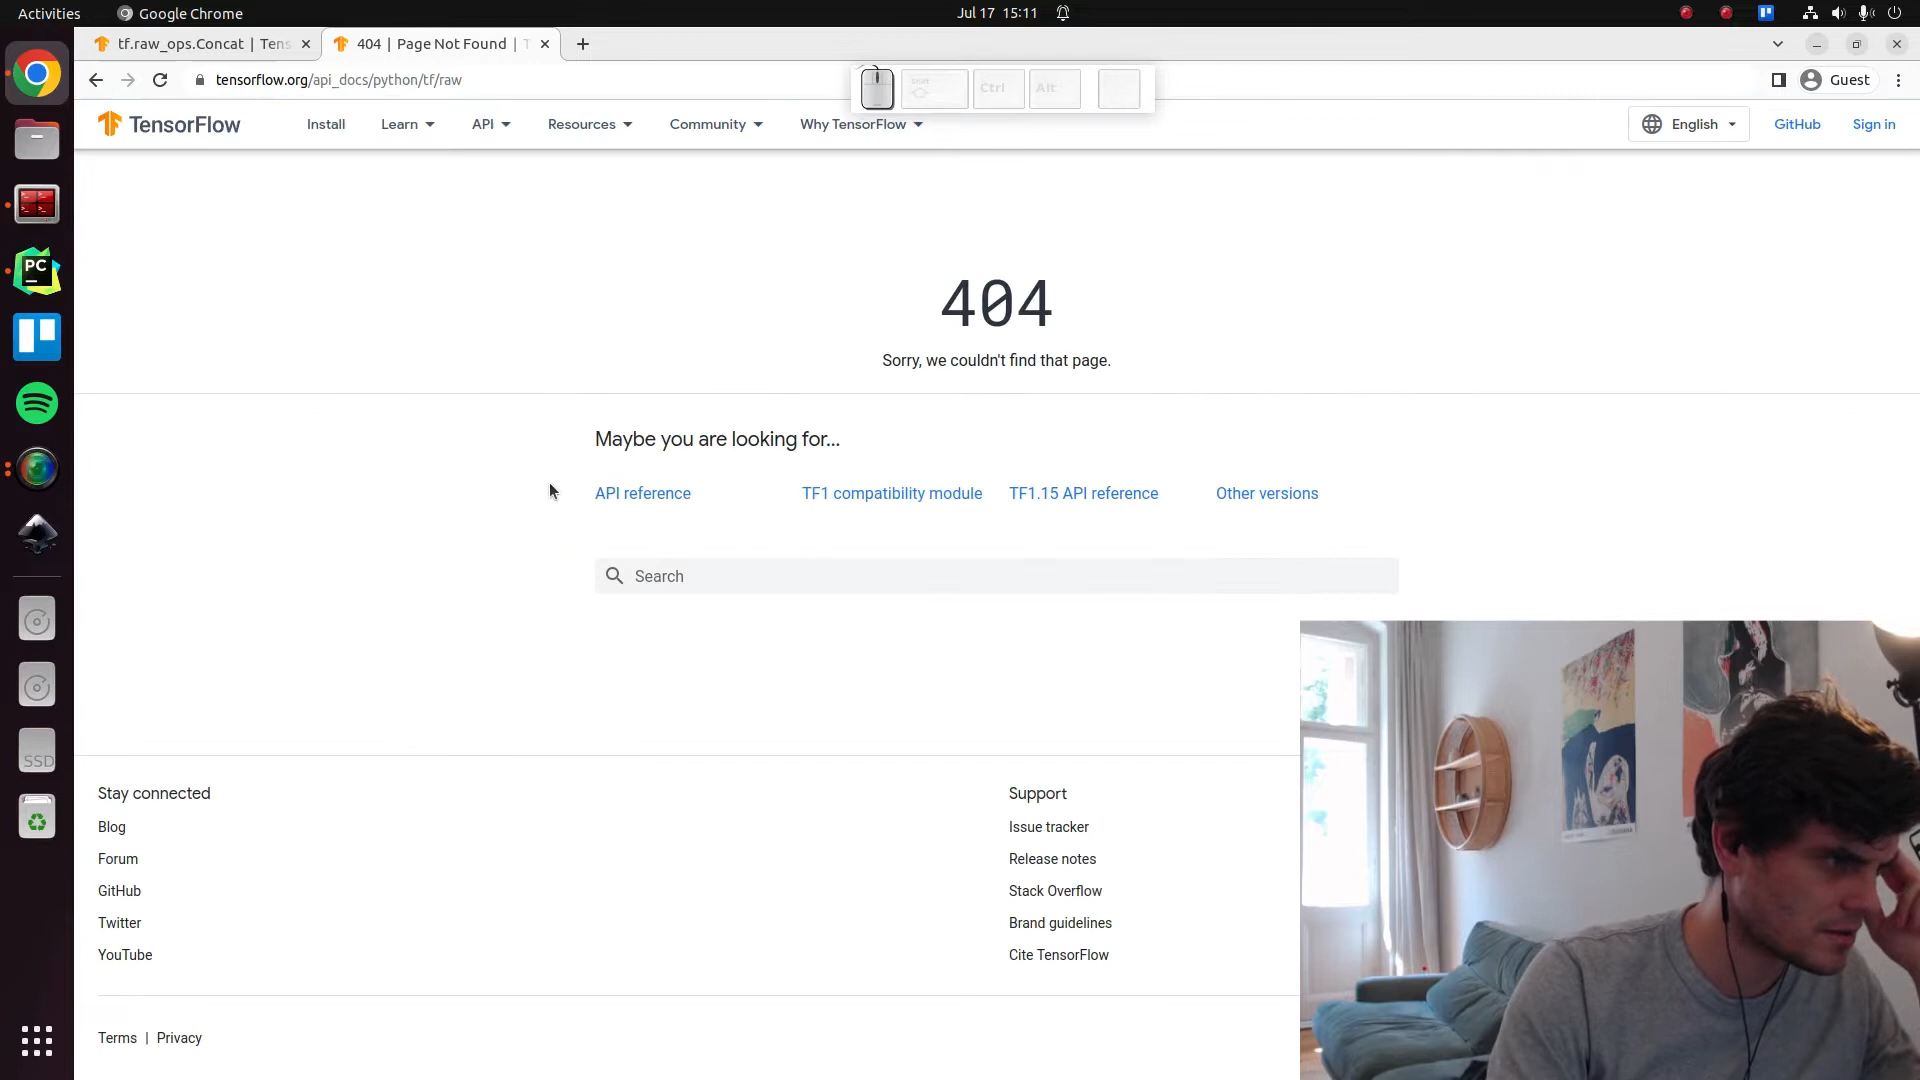 Activities
Google Chrome
Jul 17 15:11
tf.raw_ops.Concat | Tens
404 | Page Not Found | T
tensorflow.org/api_docs/python/tf/raw
Shift
Ctrl
Alt
Guest
TensorFlow
Install
Learn
API
Resources
Community
Why TensorFlow
English
GitHub
Sign in
404
Sorry, we couldn't find that page.
Maybe you are looking for...
API reference
TF1 compatibility module
TF1.15 API reference
Other versions
Search
PC
SSD
Stay connected
Support
Blog
Issue tracker
Forum
Release notes
GitHub
Stack Overflow
Twitter
Brand guidelines
YouTube
Cite TensorFlow
Terms | Privacy